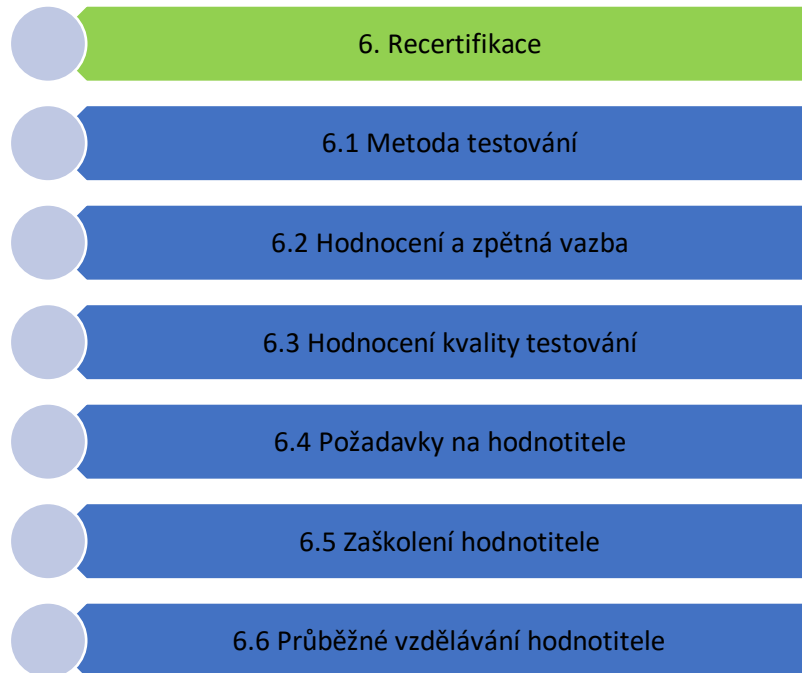 6. Recertifikace
6.1 Metoda testování
6.2 Hodnocení a zpětná vazba
6.3 Hodnocení kvality testování
6.4 Požadavky na hodnotitele
6.5 Zaškolení hodnotitele
6.6 Průběžné vzdělávání hodnotitele